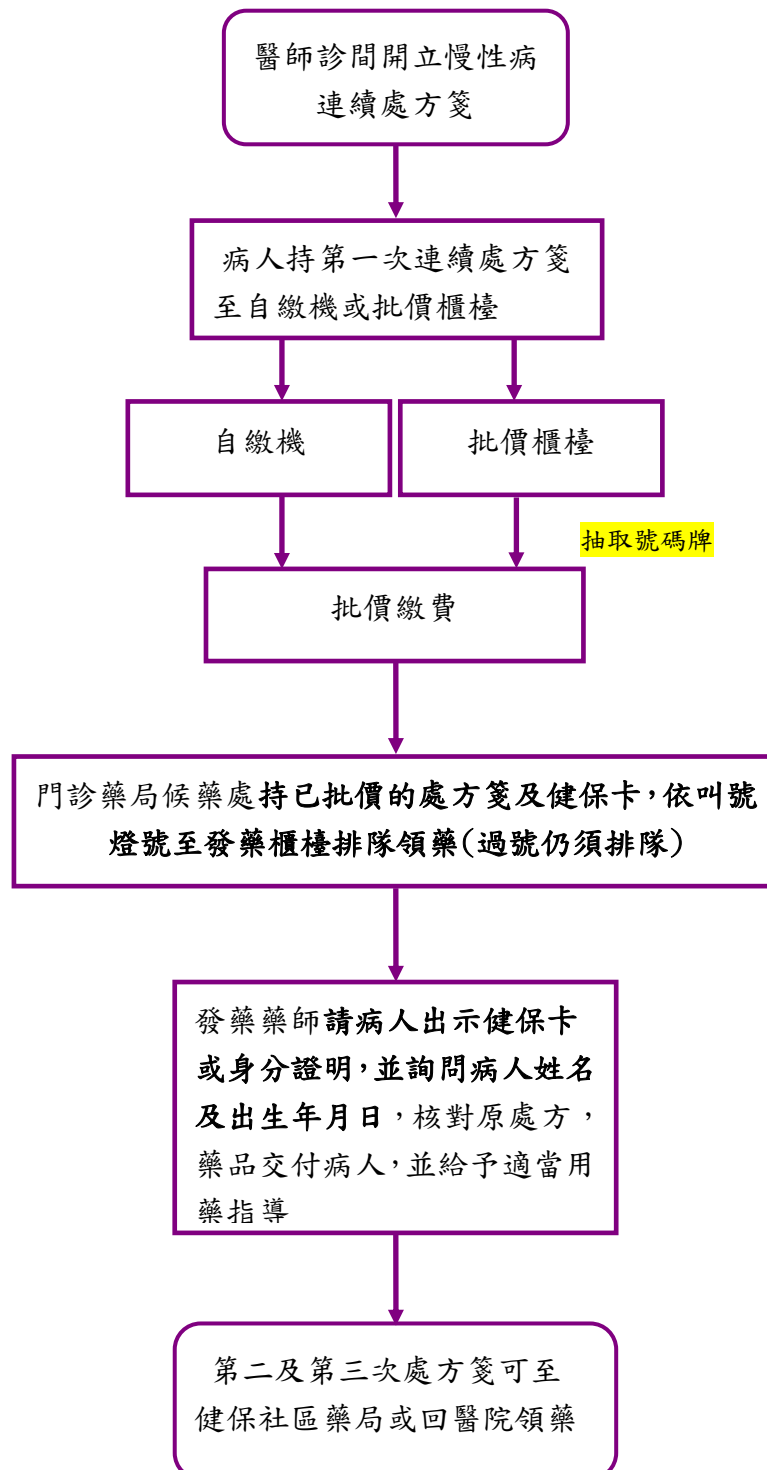 醫師診間開立慢性病
連續處方箋
病人持第一次連續處方箋
至自繳機或批價櫃檯
自繳機
批價櫃檯
抽取號碼牌
批價繳費
門診藥局候藥處持已批價的處方箋及健保卡，依叫號
燈號至發藥櫃檯排隊領藥(過號仍須排隊)
發藥藥師請病人出示健保卡
或身分證明，並詢問病人姓名
及出生年月日，核對原處方，
藥品交付病人，並給予適當用
藥指導
第二及第三次處方箋可至
健保社區藥局或回醫院領藥